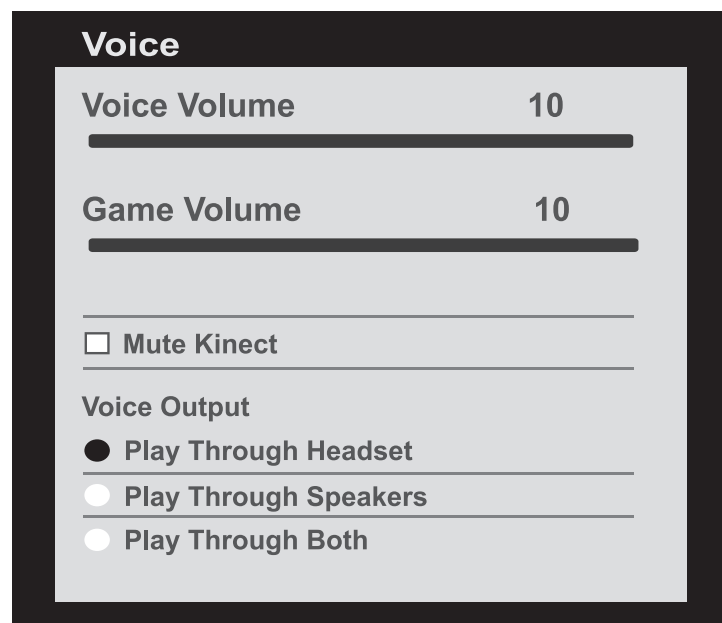 Voice
Voice Volume 10
Game Volume 10
Mute Kinect
Voice Output
Play Through Headset
Play Through Speakers
Play Through Both